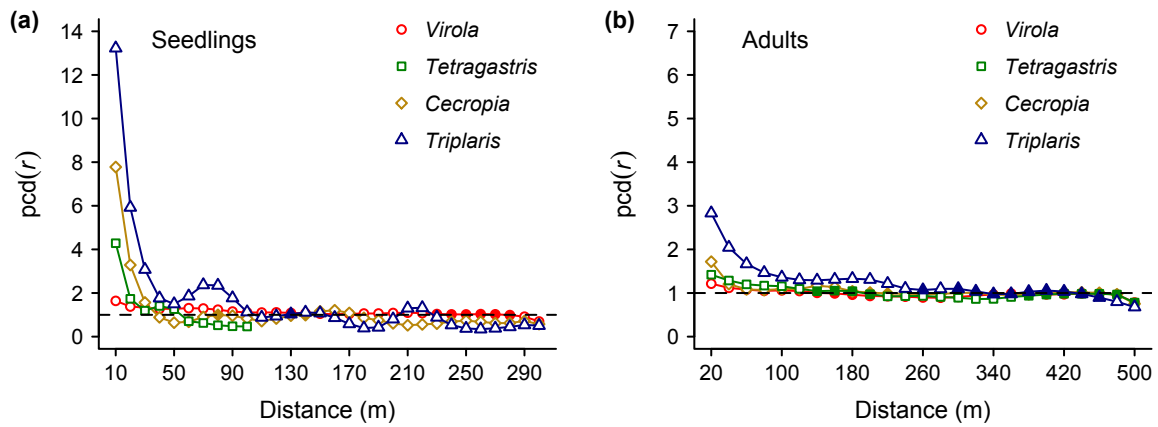 (a)
Seedlings
Virola
Tetragastris
Cecropia
Triplaris
pcd(r)
14
12
10
8
6
4
2
0
10 50 90 130 170 210 250 290
Distance (m)
(b)
Adults
Virola
Tetragastris
Cecropia
Triplaris
pcd(r)
7
6
5
4
3
2
1
0
20 100 180 260 340 420 500
Distance (m)